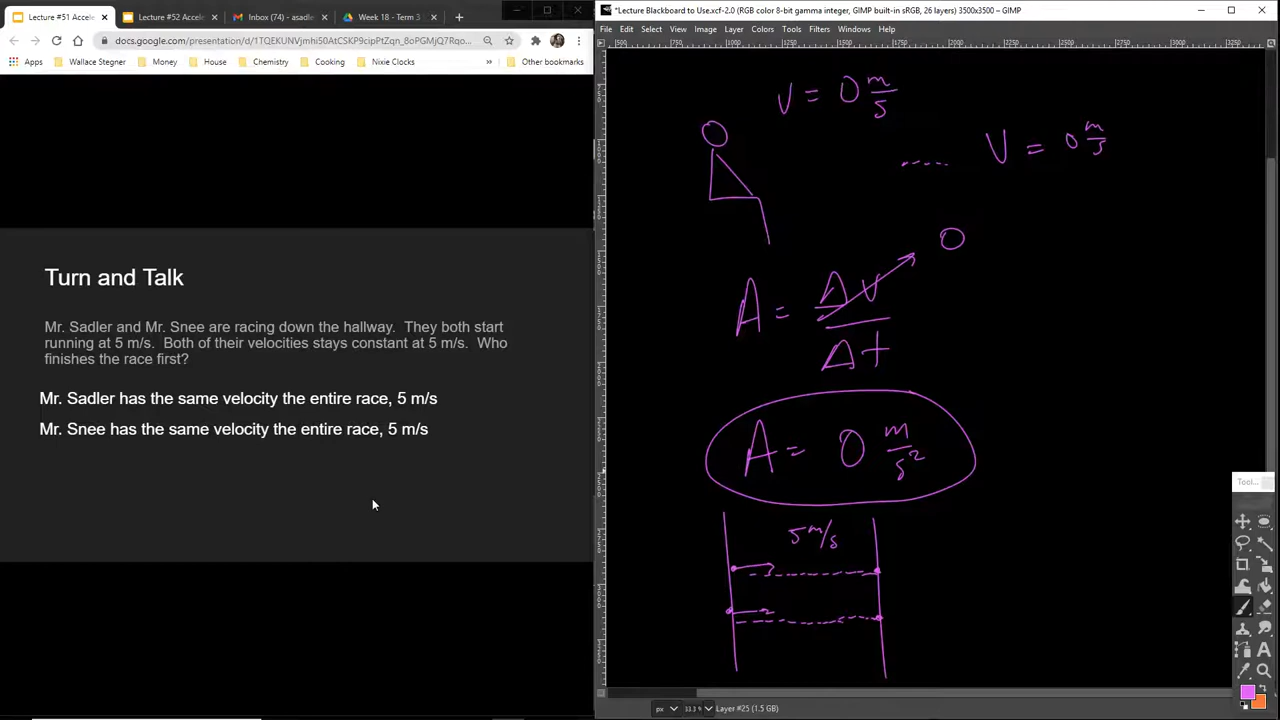 Lecture #51 Accele
Lecture #52 Accele
Inbox (74) - asadle
Week 18 - Term 3
*Lecture Blackboard to Use.xcf-2.0 (RGB color 8-bit gamma integer, GIMP built-in sRGB, 26 layers) 3500x3500 – GIMP
docs.google.com/presentation/d/1TQEKUNVjmhi50AtCSKP9cipPtZqn_8oPGMjQ7Rqo...
File Edit Select View Image Layer Colors Tools Filters Windows Help
Apps Wallace Stegner Money House Chemistry Cooking Nixie Clocks » Other bookmarks
V = 0 m/s
.... V = 0 m/s
O
A = Δv/Δt
A = 0 m/s²
5 m/s
Turn and Talk
Mr. Sadler and Mr. Snee are racing down the hallway. They both start
running at 5 m/s. Both of their velocities stays constant at 5 m/s. Who
finishes the race first?
Mr. Sadler has the same velocity the entire race, 5 m/s
Mr. Snee has the same velocity the entire race, 5 m/s
Tool...
px 33.3 Layer #25 (1.5 GB)